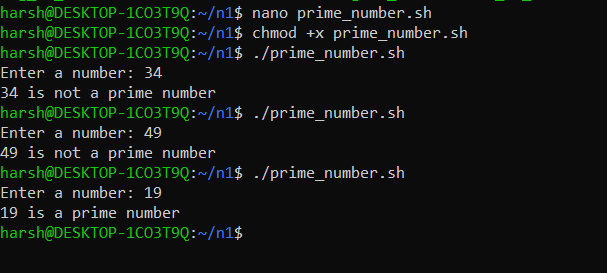 harsh@DESKTOP-1CO3T9Q:~/n1$ nano prime_number.sh
harsh@DESKTOP-1CO3T9Q:~/n1$ chmod +x prime_number.sh
harsh@DESKTOP-1CO3T9Q:~/n1$ ./prime_number.sh
Enter a number: 34
34 is not a prime number
harsh@DESKTOP-1CO3T9Q:~/n1$ ./prime_number.sh
Enter a number: 49
49 is not a prime number
harsh@DESKTOP-1CO3T9Q:~/n1$ ./prime_number.sh
Enter a number: 19
19 is a prime number
harsh@DESKTOP-1CO3T9Q:~/n1$